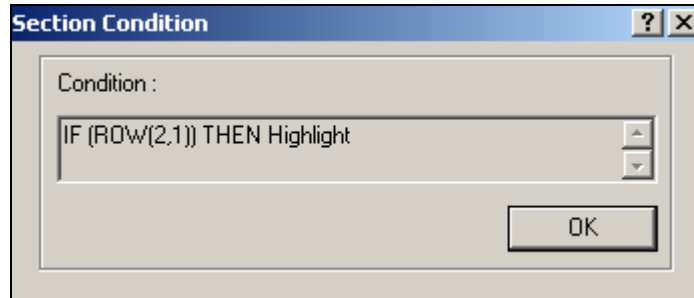 Section Condition
Condition :
IF (ROW(2,1)) THEN Highlight
OK